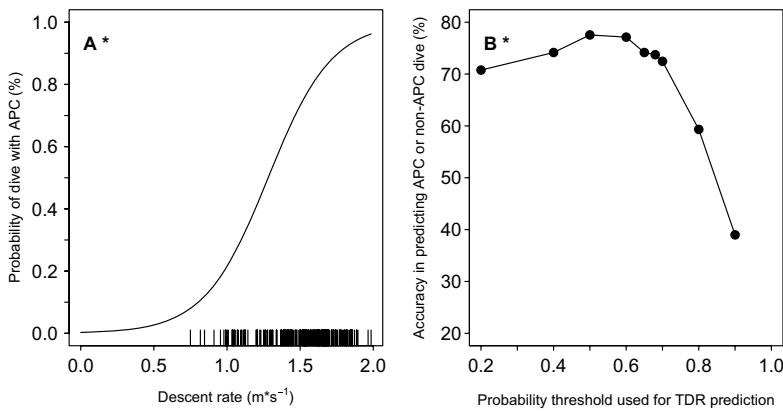 A *
Probability of dive with APC (%)
1.0
0.8
0.6
0.4
0.2
0.0
0.0 0.5 1.0 1.5 2.0
Descent rate (m*s⁻¹)
B *
Accuracy in predicting APC or non-APC dive (%)
80
70
60
50
40
30
20
0.2 0.4 0.6 0.8 1.0
Probability threshold used for TDR prediction